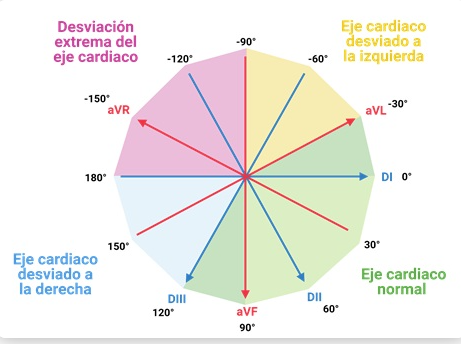 Desviación
extrema del
eje cardiaco
Eje cardiaco
desviado a
la izquierda
-90°
-120°
-60°
-150°
aVR
aVL
-30°
180°
DI
0°
150°
30°
Eje cardiaco
desviado a
la derecha
Eje cardiaco
normal
DIII
120°
aVF
90°
DII
60°